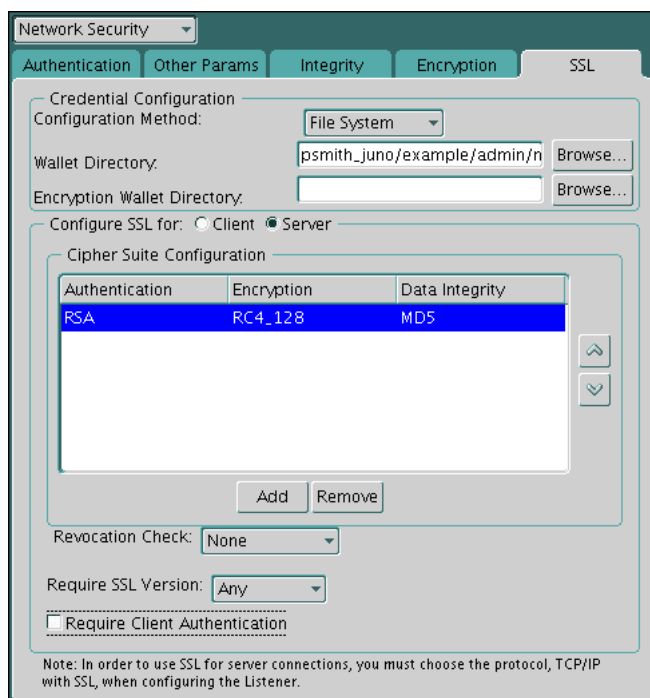 Network Security
Authentication Other Params Integrity Encryption SSL
Credential Configuration
Configuration Method: File System
Wallet Directory: psmith_juno/example/admin/n Browse...
Encryption Wallet Directory: Browse...
Configure SSL for: Client Server
Cipher Suite Configuration
Authentication Encryption Data Integrity
RSA RC4_128 MD5
Add Remove
Revocation Check: None
Require SSL Version: Any
Require Client Authentication
Note: In order to use SSL for server connections, you must choose the protocol, TCP/IP
with SSL, when configuring the Listener.